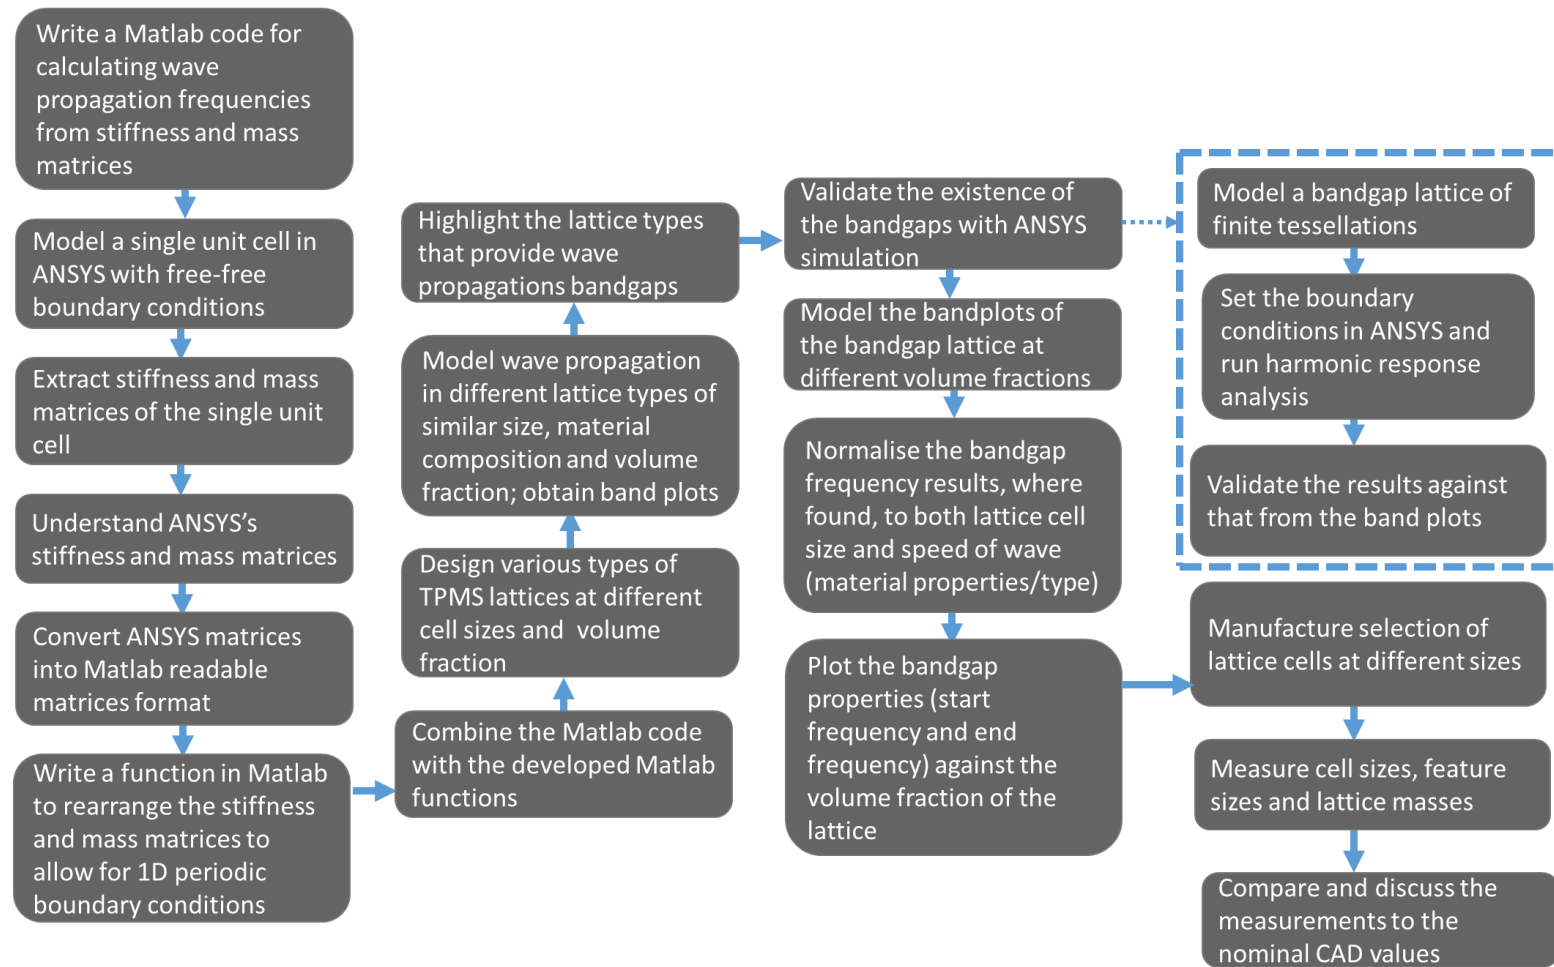 Write a Matlab code for
calculating wave
propagation frequencies
from stiffness and mass
matrices
Model a single unit cell in
ANSYS with free-free
boundary conditions
Extract stiffness and mass
matrices of the single unit
cell
Understand ANSYS’s
stiffness and mass matrices
Convert ANSYS matrices
into Matlab readable
matrices format
Write a function in Matlab
to rearrange the stiffness
and mass matrices to
allow for 1D periodic
boundary conditions
Combine the Matlab code
with the developed Matlab
functions
Design various types of
TPMS lattices at different
cell sizes and volume
fraction
Model wave propagation
in different lattice types of
similar size, material
composition and volume
fraction; obtain band plots
Highlight the lattice types
that provide wave
propagations bandgaps
Validate the existence of
the bandgaps with ANSYS
simulation
Model the bandplots of
the bandgap lattice at
different volume fractions
Normalise the bandgap
frequency results, where
found, to both lattice cell
size and speed of wave
(material properties/type)
Plot the bandgap
properties (start
frequency and end
frequency) against the
volume fraction of the
lattice
Model a bandgap lattice of
finite tessellations
Set the boundary
conditions in ANSYS and
run harmonic response
analysis
Validate the results against
that from the band plots
Manufacture selection of
lattice cells at different sizes
Measure cell sizes, feature
sizes and lattice masses
Compare and discuss the
measurements to the
nominal CAD values